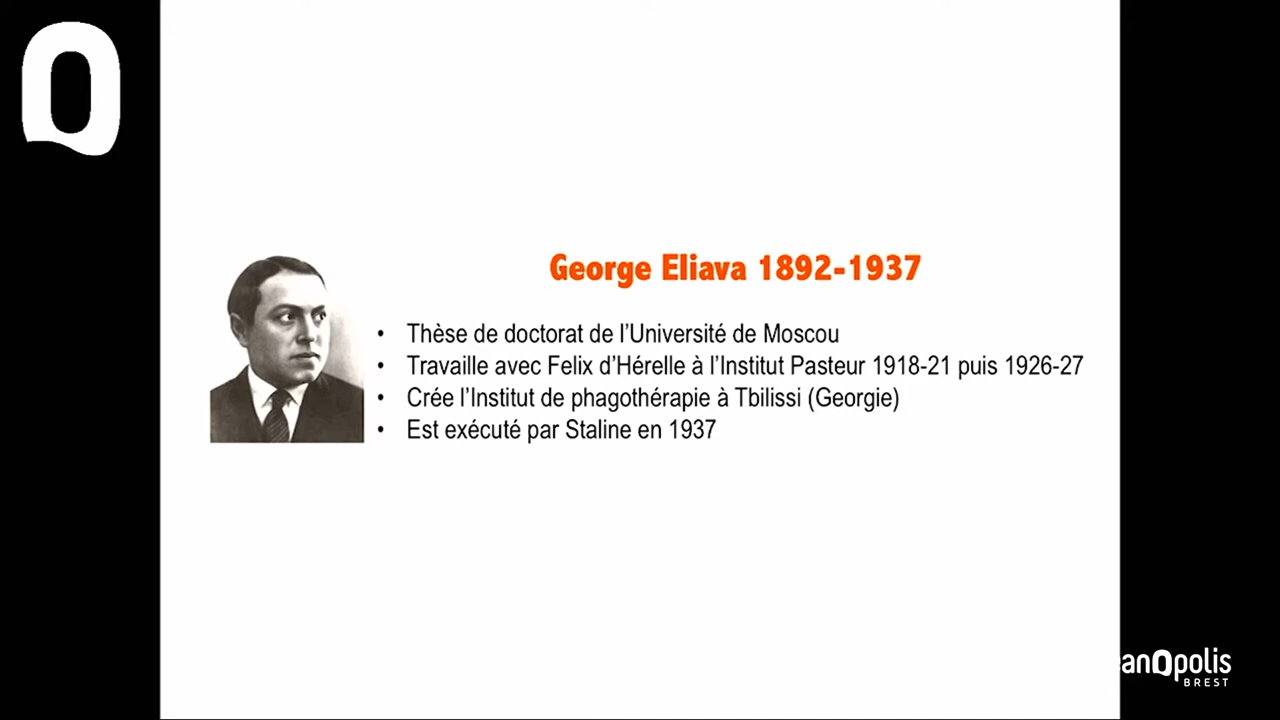 George Eliava 1892-1937
• Thèse de doctorat de l'Université de Moscou
• Travaille avec Felix d'Hérelle à l'Institut Pasteur 1918-21 puis 1926-27
• Crée l'Institut de phagothérapie à Tbilissi (Georgie)
• Est exécuté par Staline en 1937
anOpolis
BREST